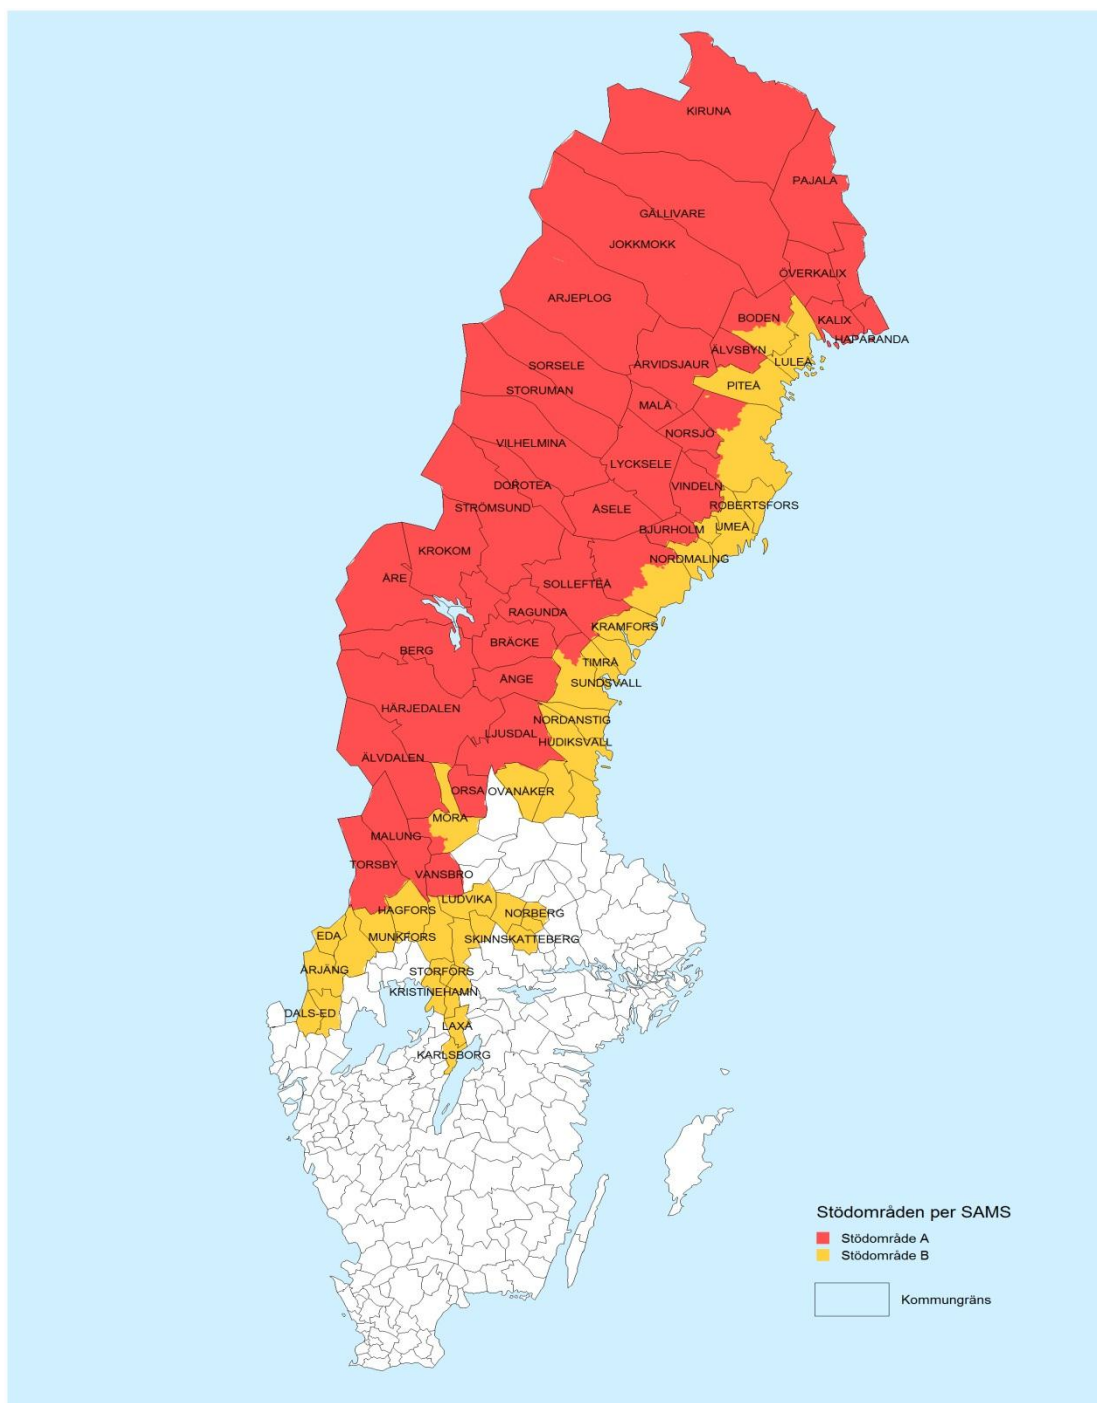 KIRUNA
PAJALA
GÄLLIVARE
JOKKMOKK
ÖVERKALIX
ARJEPLOG
BODEN
KALIX
HAPARANDA
ÄLVSBYN
LULEÅ
SORSELE
ARVIDSJAUR
PITEÅ
STORUMAN
MALÅ
NORSJÖ
VILHELMINA
LYCKSELE
DOROTEA
VINDELN
STRÖMSUND
ÅSELE
ROBERTSFORS
BJURHOLM
UMEÅ
KROKOM
NORDMALING
ÅRE
SOLLEFTEÅ
RAGUNDA
KRAMFORS
BRÄCKE
BERG
TIMRÅ
ÅNGE
SUNDSVALL
HÄRJEDALEN
NORDANSTIG
LJUSDAL
HUDIKSVALL
ÄLVDALEN
ORSA
OVANÅKER
MORA
MALUNG
TORSBY
VANSBRO
LUDVIKA
HAGFORS
NORBERG
EDA
MUNKFORS
SKINNSKATTEBERG
ÅRJÄNG
STORFORS
KRISTINEHAMN
DALS-ED
LAXÅ
KARLSBORG
Stödområden per SAMS
Stödområde A
Stödområde B
Kommungräns